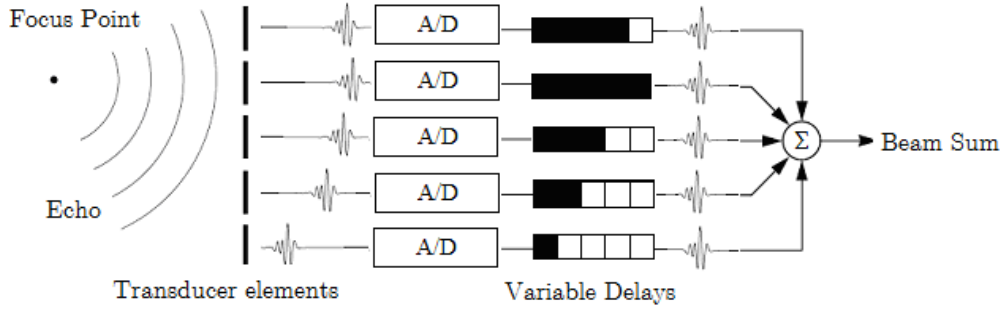 Focus Point
A/D
A/D
A/D
Σ
Beam Sum
A/D
Echo
A/D
Transducer elements
Variable Delays